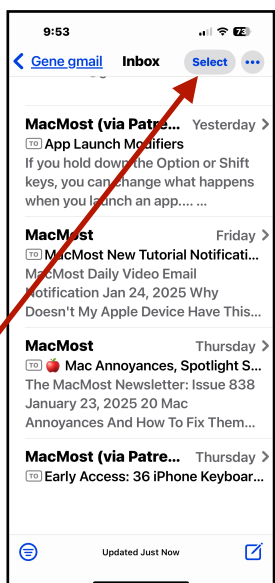 9:53 73
Gene gmail Inbox Select
MacMost (via Patre... Yesterday
TO App Launch Modifiers
If you hold down the Option or Shift
keys, you can change what happens
when you launch an app.... ...
MacMost Friday
TO MacMost New Tutorial Notificati...
MacMost Daily Video Email
Notification Jan 24, 2025 Why
Doesn't My Apple Device Have This...
MacMost Thursday
TO 🍎 Mac Annoyances, Spotlight S...
The MacMost Newsletter: Issue 838
January 23, 2025 20 Mac
Annoyances And How To Fix Them...
MacMost (via Patre... Thursday
TO Early Access: 36 iPhone Keyboar...
Updated Just Now